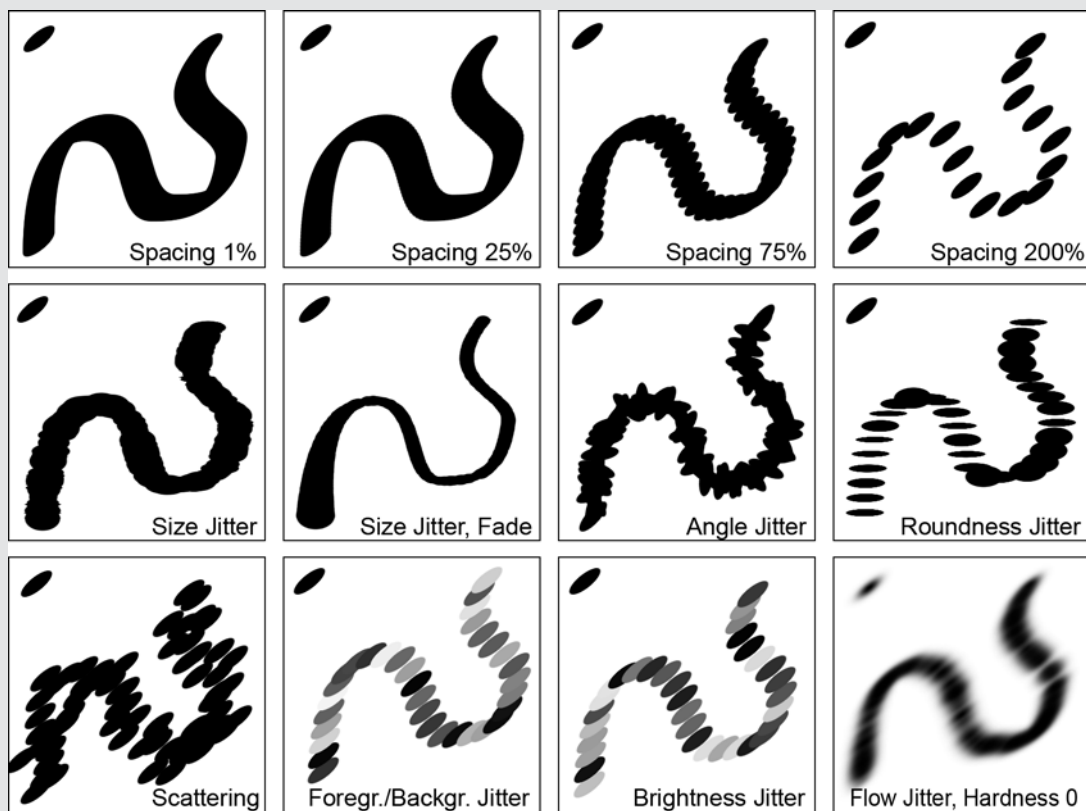 Spacing 1%
Spacing 25%
Spacing 75%
Spacing 200%
Size Jitter
Size Jitter, Fade
Angle Jitter
Roundness Jitter
Scattering
Foregr./Backgr. Jitter
Brightness Jitter
Flow Jitter, Hardness 0